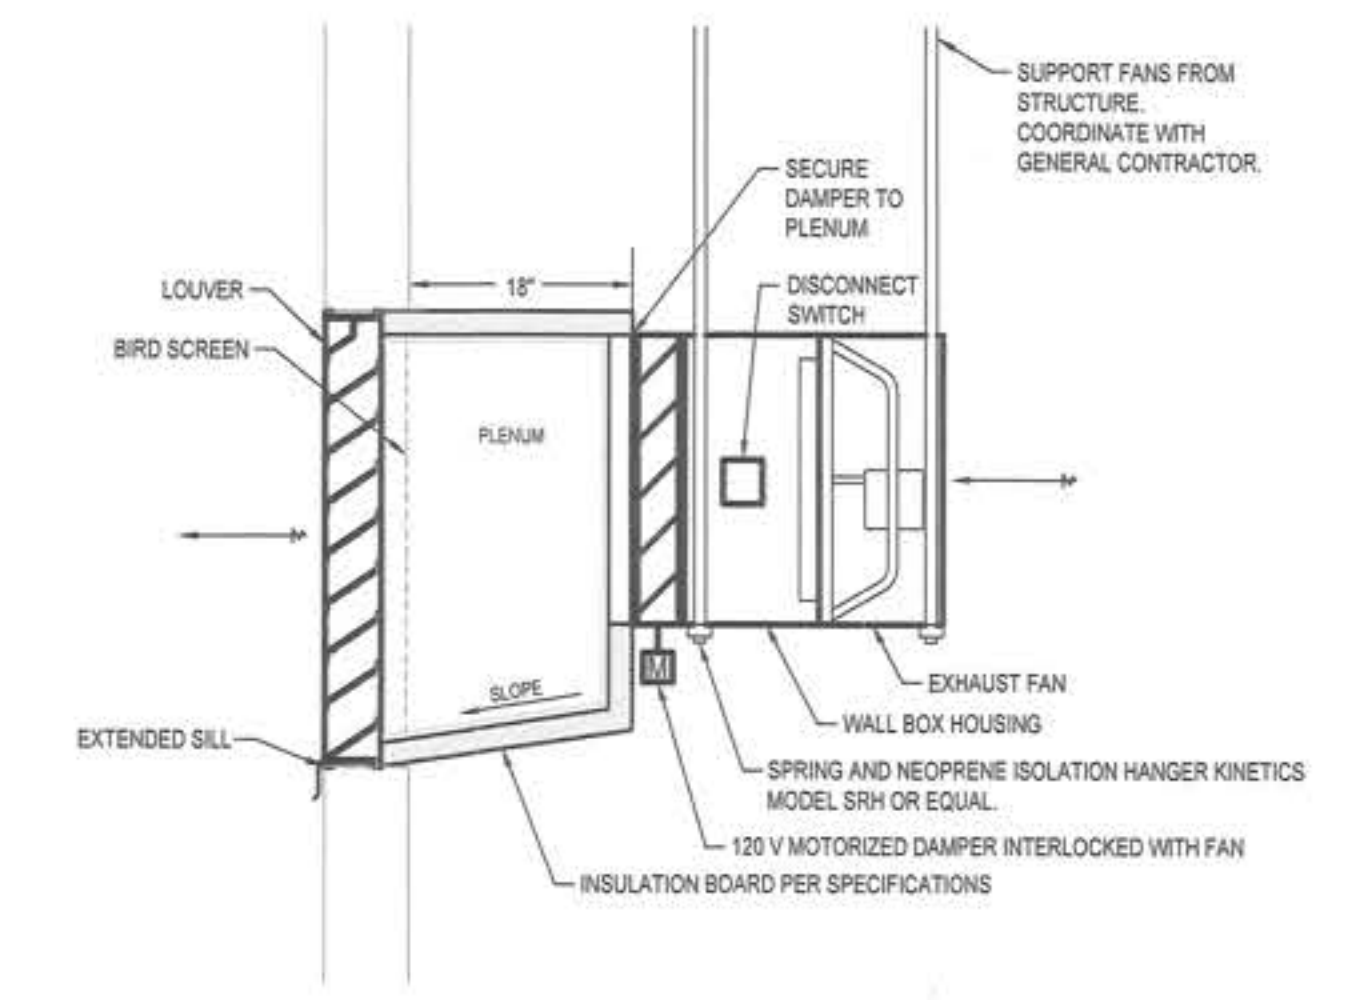 SUPPORT FANS FROM
STRUCTURE.
COORDINATE WITH
GENERAL CONTRACTOR.
SECURE
DAMPER TO
PLENUM
LOUVER
18"
DISCONNECT
SWITCH
BIRD SCREEN
PLENUM
M
SLOPE
EXHAUST FAN
WALL BOX HOUSING
EXTENDED SILL
SPRING AND NEOPRENE ISOLATION HANGER KINETICS
MODEL SRH OR EQUAL.
120 V MOTORIZED DAMPER INTERLOCKED WITH FAN
INSULATION BOARD PER SPECIFICATIONS